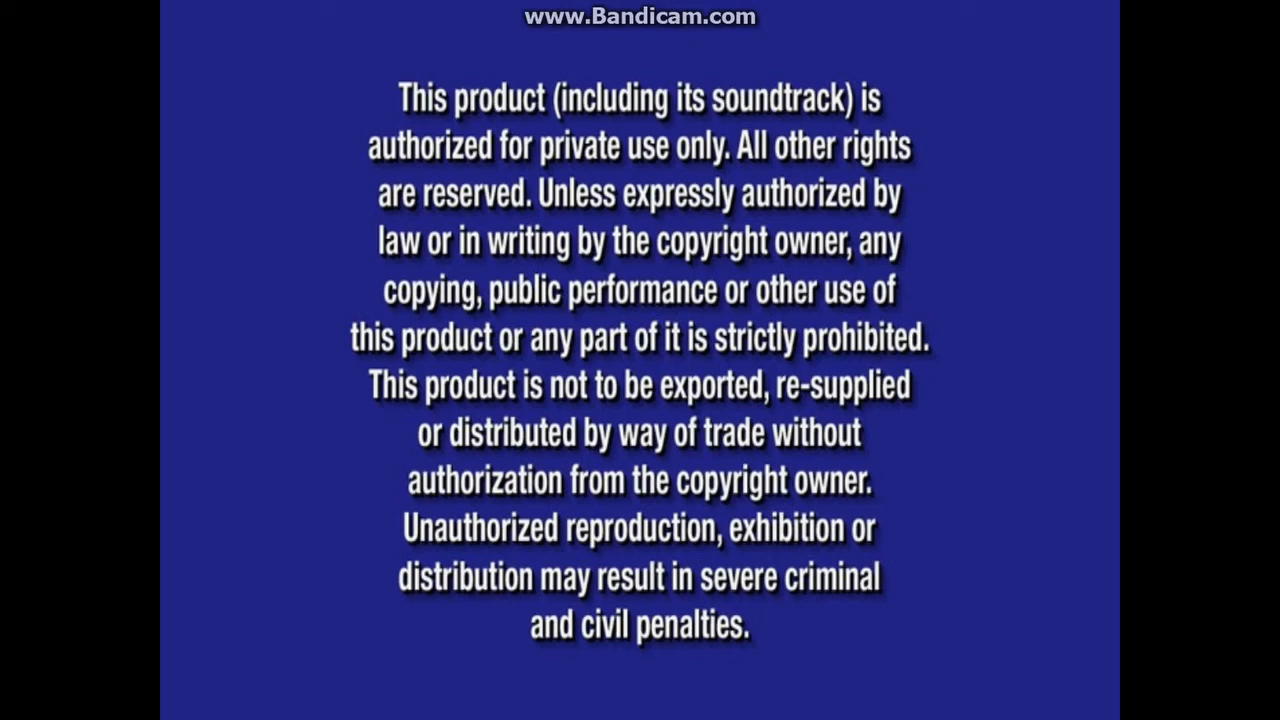 www.Bandicam.com
This product (including its soundtrack) is
authorized for private use only. All other rights
are reserved. Unless expressly authorized by
law or in writing by the copyright owner, any
copying, public performance or other use of
this product or any part of it is strictly prohibited.
This product is not to be exported, re-supplied
or distributed by way of trade without
authorization from the copyright owner.
Unauthorized reproduction, exhibition or
distribution may result in severe criminal
and civil penalties.